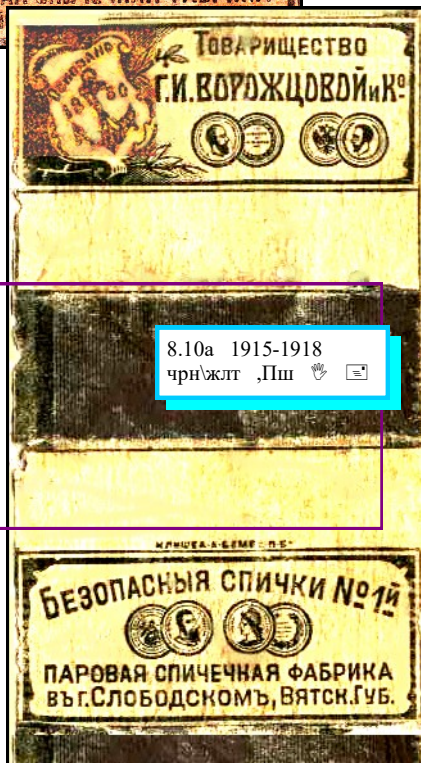 ТОВАРИЩЕСТВО
Г.И.ВОРОЖЦОВОЙ и Кº
8.10а 1915-1918
чрн\жлт ,Пш
БЕЗОПАСНЫЯ СПИЧКИ №1й
ПАРОВАЯ СПИЧЕЧНАЯ ФАБРИКА
ВЪ Г.СЛОБОДСКОМЪ, ВЯТСК.ГУБ.